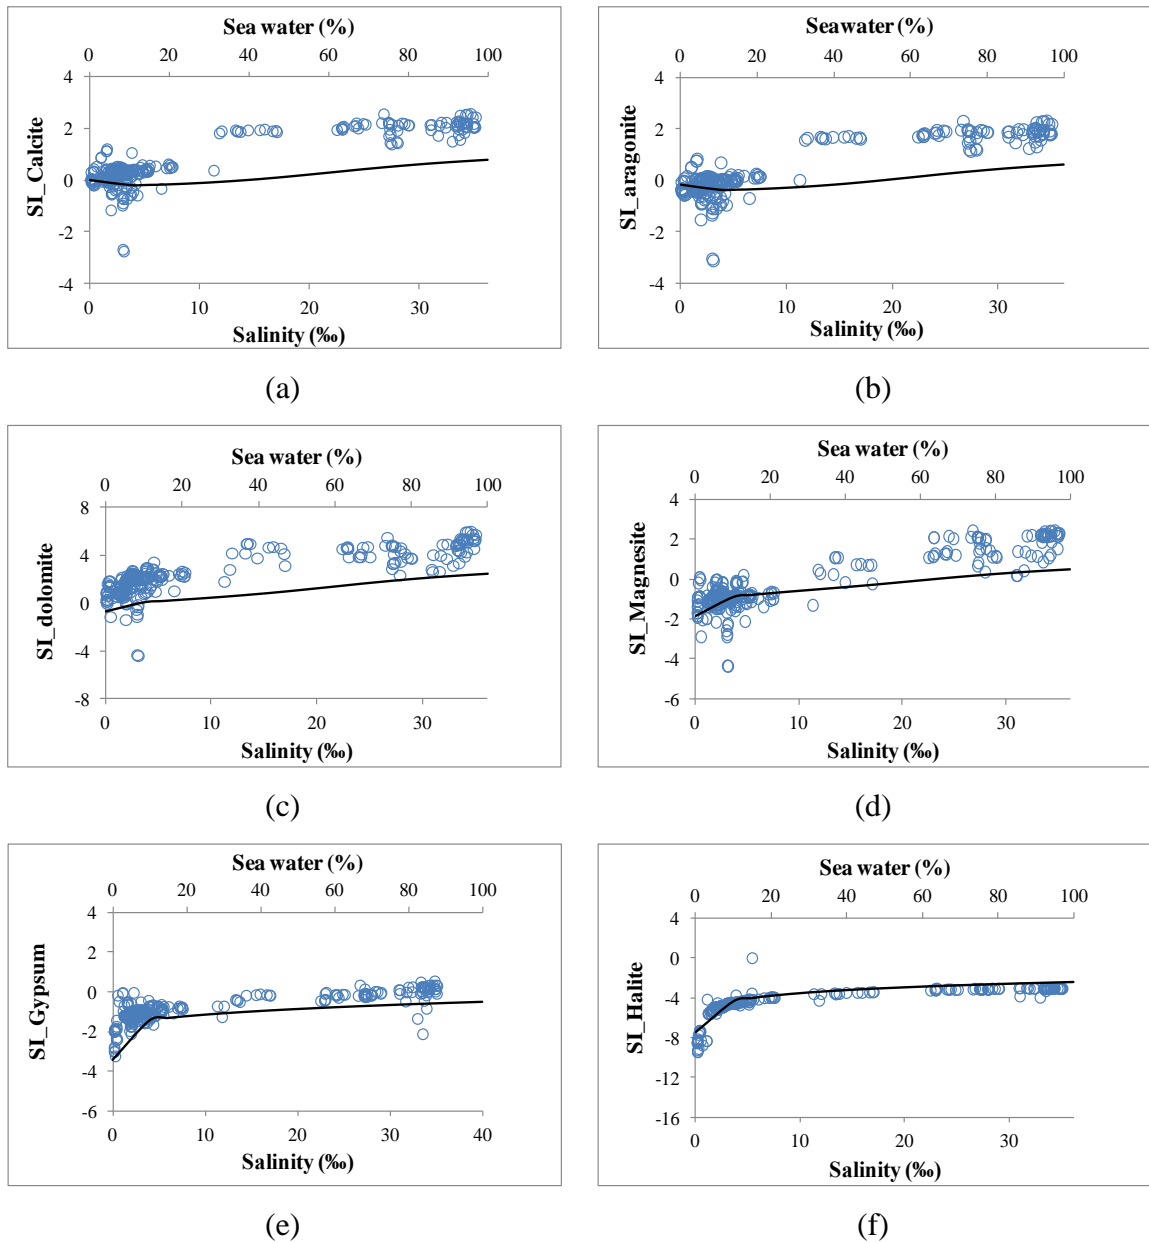 Sea water (%)
0 20 40 60 80 100
4
2
0
-2
-4
SI_Calcite
0 10 20 30
Salinity (‰)
(a)
Seawater (%)
0 20 40 60 80 100
4
2
0
-2
-4
SI_aragonite
0 10 20 30
Salinity (‰)
(b)
Sea water (%)
0 20 40 60 80 100
8
4
0
-4
-8
SI_dolomite
0 10 20 30
Salinity (‰)
(c)
Sea water (%)
0 20 40 60 80 100
4
2
0
-2
-4
-6
SI_Magnesite
0 10 20 30
Salinity (‰)
(d)
Sea water (%)
0 20 40 60 80 100
4
2
0
-2
-4
-6
SI_Gypsum
0 10 20 30 40
Salinity (‰)
(e)
Sea water (%)
0 20 40 60 80 100
4
0
-4
-8
-12
-16
SI_Halite
0 10 20 30
Salinity (‰)
(f)